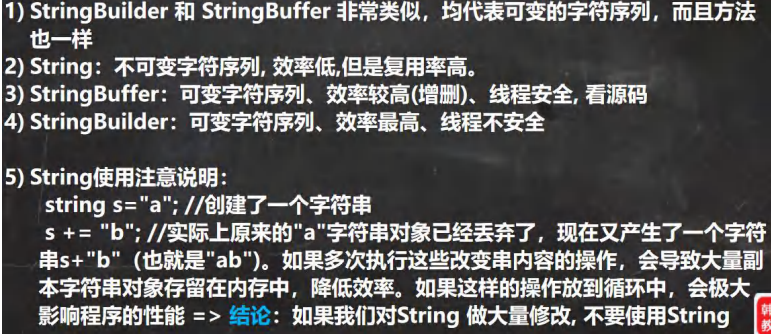 1) StringBuilder 和 StringBuffer 非常类似，均代表可变的字符序列，而且方法
也一样
2) String：不可变字符序列, 效率低,但是复用率高。
3) StringBuffer：可变字符序列、效率较高(增删)、线程安全, 看源码
4) StringBuilder：可变字符序列、效率最高、线程不安全
5) String使用注意说明：
string s="a"; //创建了一个字符串
s += "b"; //实际上原来的"a"字符串对象已经丢弃了，现在又产生了一个字符
串s+"b"（也就是"ab"）。如果多次执行这些改变串内容的操作，会导致大量副
本字符串对象存留在内存中，降低效率。如果这样的操作放到循环中，会极大
影响程序的性能 => 结论：如果我们对String 做大量修改, 不要使用String